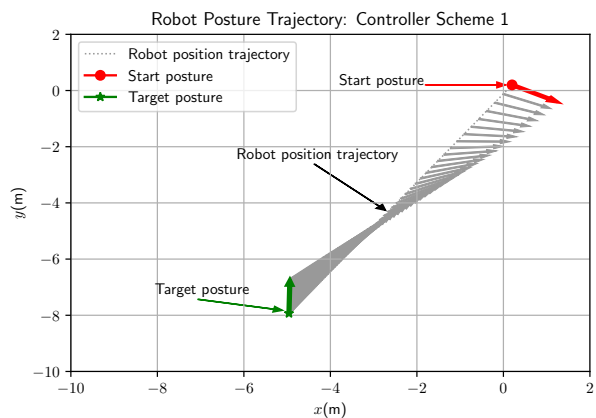 Robot Posture Trajectory: Controller Scheme 1
Robot position trajectory
Start posture
Target posture
Start posture
Robot position trajectory
Target posture
y(m)
2
0
−2
−4
−6
−8
−10
−10
−8
−6
−4
−2
0
2
x(m)